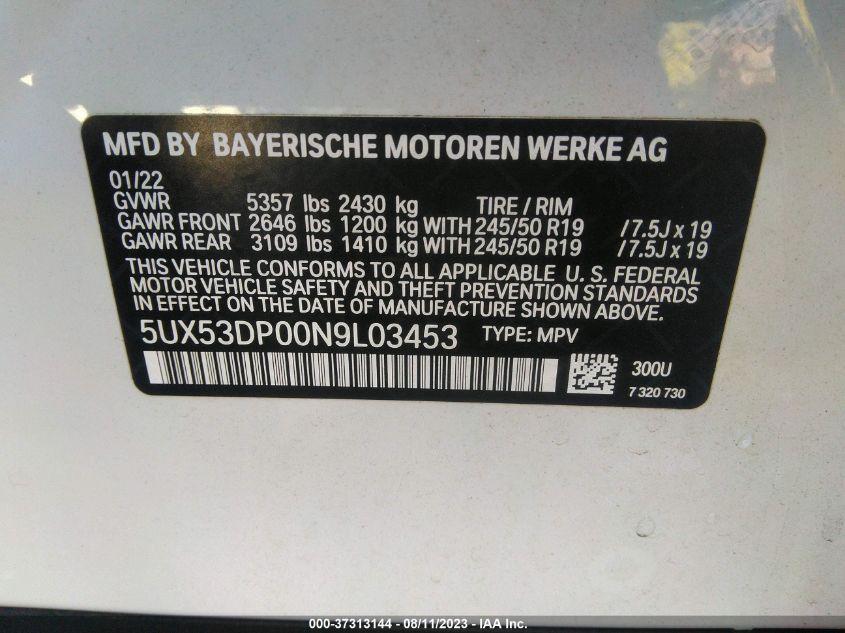 MFD BY BAYERISCHE MOTOREN WERKE AG
01/22
GVWR 5357 lbs 2430 kg TIRE / RIM
GAWR FRONT 2646 lbs 1200 kg WITH 245/50 R19 /7.5J x 19
GAWR REAR 3109 lbs 1410 kg WITH 245/50 R19 /7.5J x 19
THIS VEHICLE CONFORMS TO ALL APPLICABLE U. S. FEDERAL
MOTOR VEHICLE SAFETY AND THEFT PREVENTION STANDARDS
IN EFFECT ON THE DATE OF MANUFACTURE SHOWN ABOVE.
5UX53DP00N9L03453 TYPE: MPV
300U
7 320 730
000-37313144 - 08/11/2023 - IAA Inc.